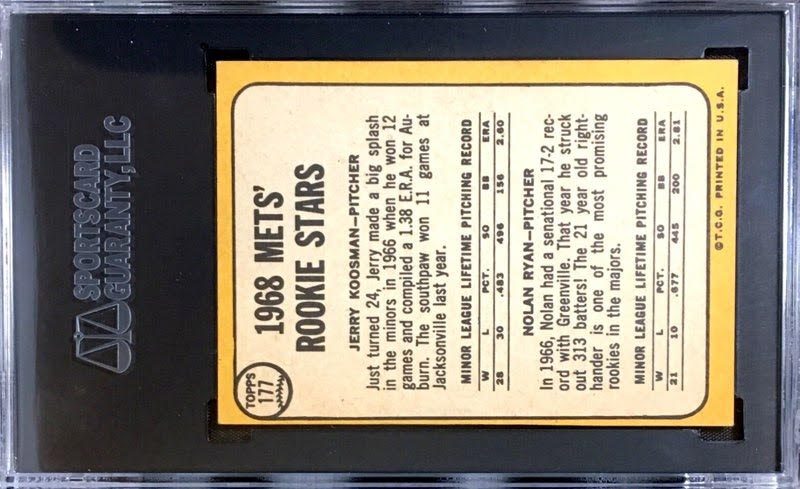 SPORTSCARD
GUARANTY, LLC
TOPPS
177
1968 METS'
ROOKIE STARS
JERRY KOOSMAN—PITCHER
Just turned 24, Jerry made a big splash
in the minors in 1966 when he won 12
games and compiled a 1.38 E.R.A. for Au-
burn. The southpaw won 11 games at
Jacksonville last year.
MINOR LEAGUE LIFETIME PITCHING RECORD
W L PCT. SO BB ERA
28 30 .483 496 156 2.60
NOLAN RYAN—PITCHER
In 1966, Nolan had a senational 17-2 rec-
ord with Greenville. That year he struck
out 313 batters! The 21 year old right-
hander is one of the most promising
rookies in the majors.
MINOR LEAGUE LIFETIME PITCHING RECORD
W L PCT. SO BB ERA
21 10 .677 445 200 2.81
©T.C.G. PRINTED IN U.S.A.